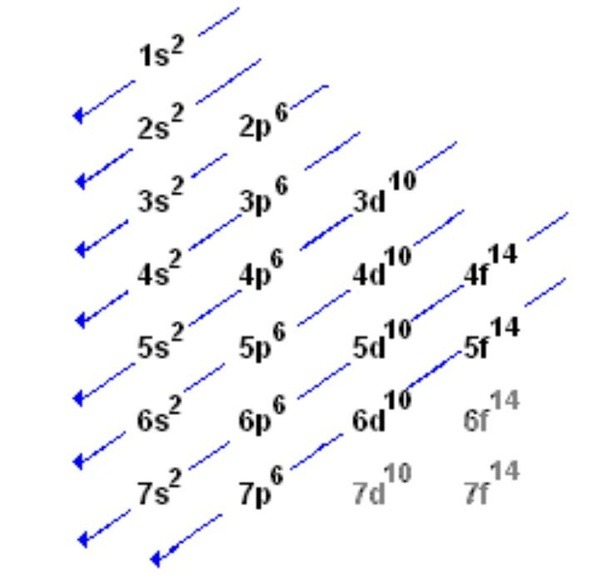 1s²
2s² 2p⁶
3s² 3p⁶ 3d¹⁰
4s² 4p⁶ 4d¹⁰ 4f¹⁴
5s² 5p⁶ 5d¹⁰ 5f¹⁴
6s² 6p⁶ 6d¹⁰ 6f¹⁴
7s² 7p⁶ 7d¹⁰ 7f¹⁴